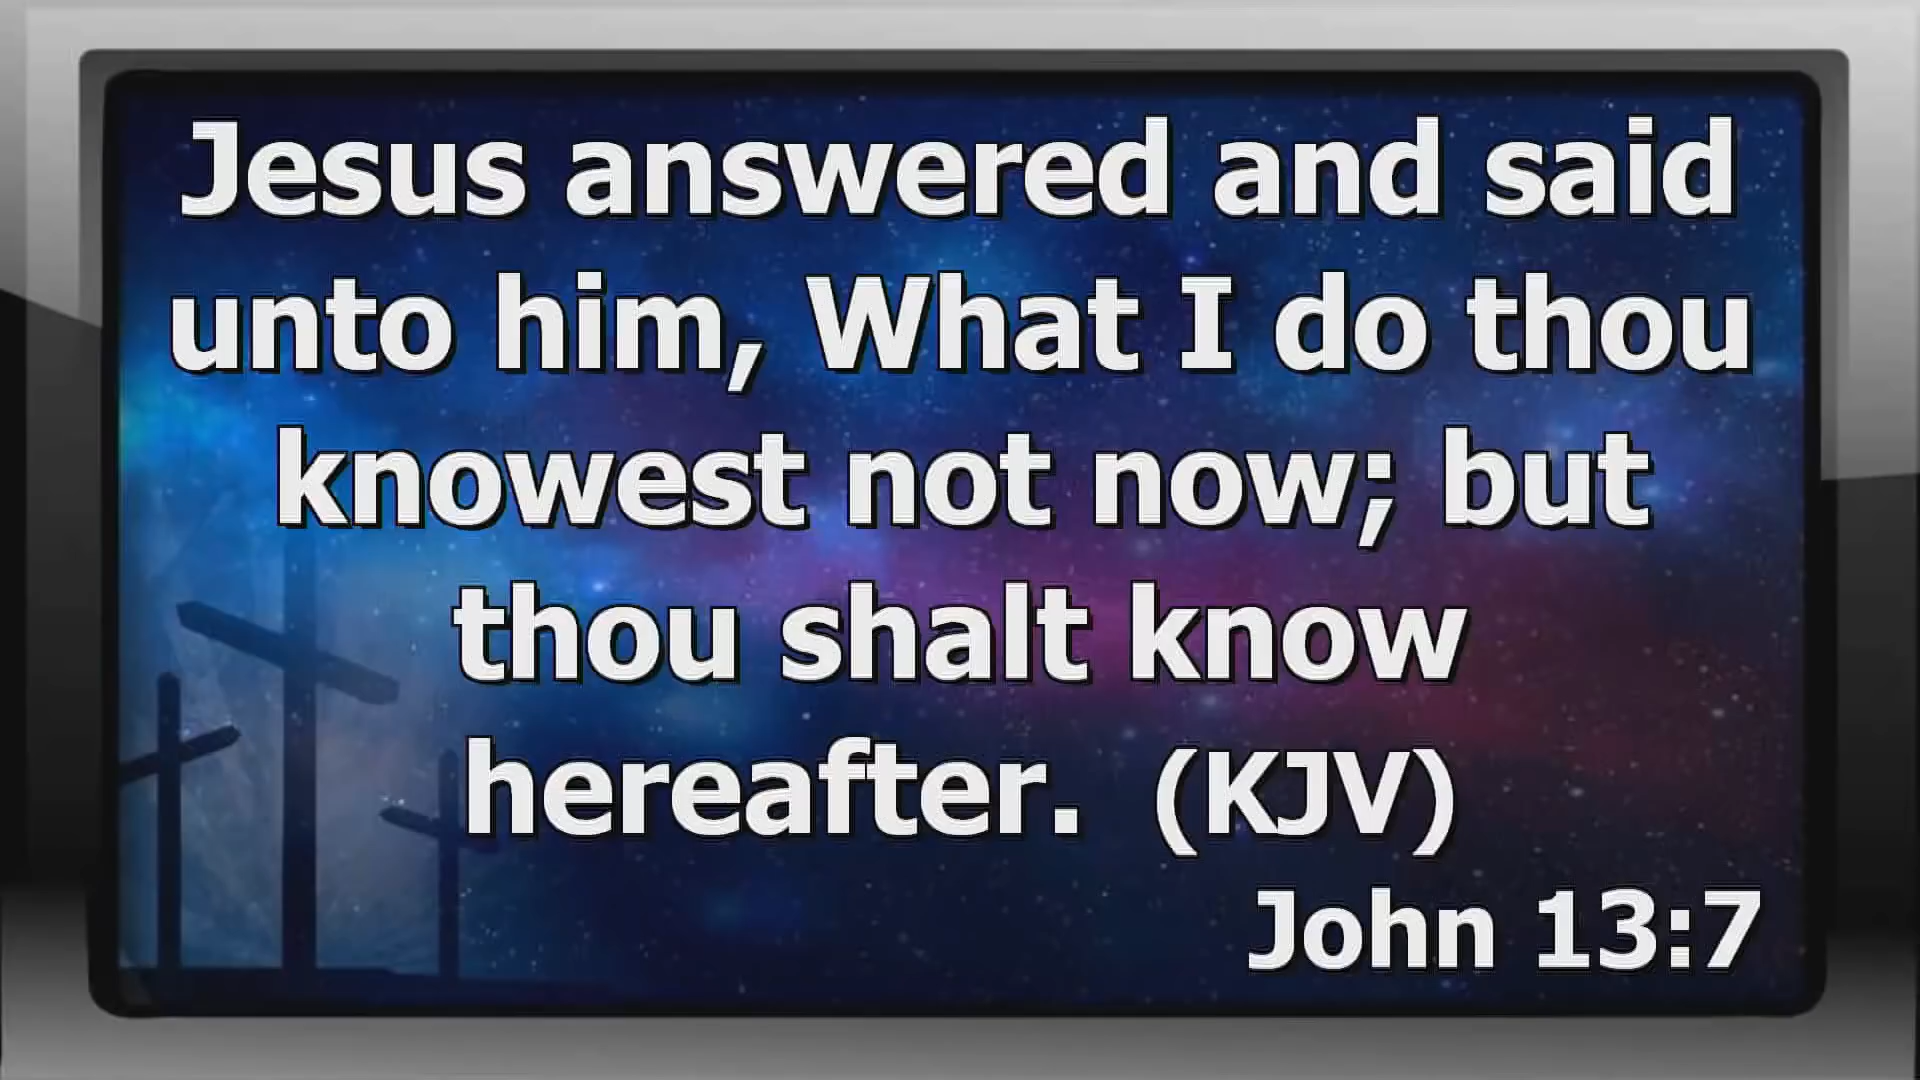 Jesus answered and said
unto him, What I do thou
knowest not now; but
thou shalt know
hereafter.  (KJV)
John 13:7